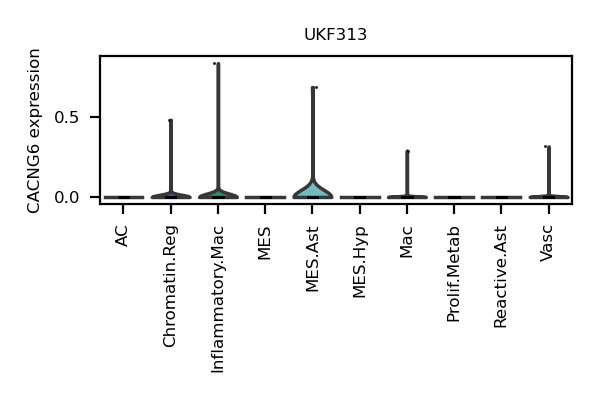 UKF313
CACNG6 expression
0.5
0.0
AC
Chromatin.Reg
Inflammatory.Mac
MES
MES.Ast
MES.Hyp
Mac
Prolif.Metab
Reactive.Ast
Vasc